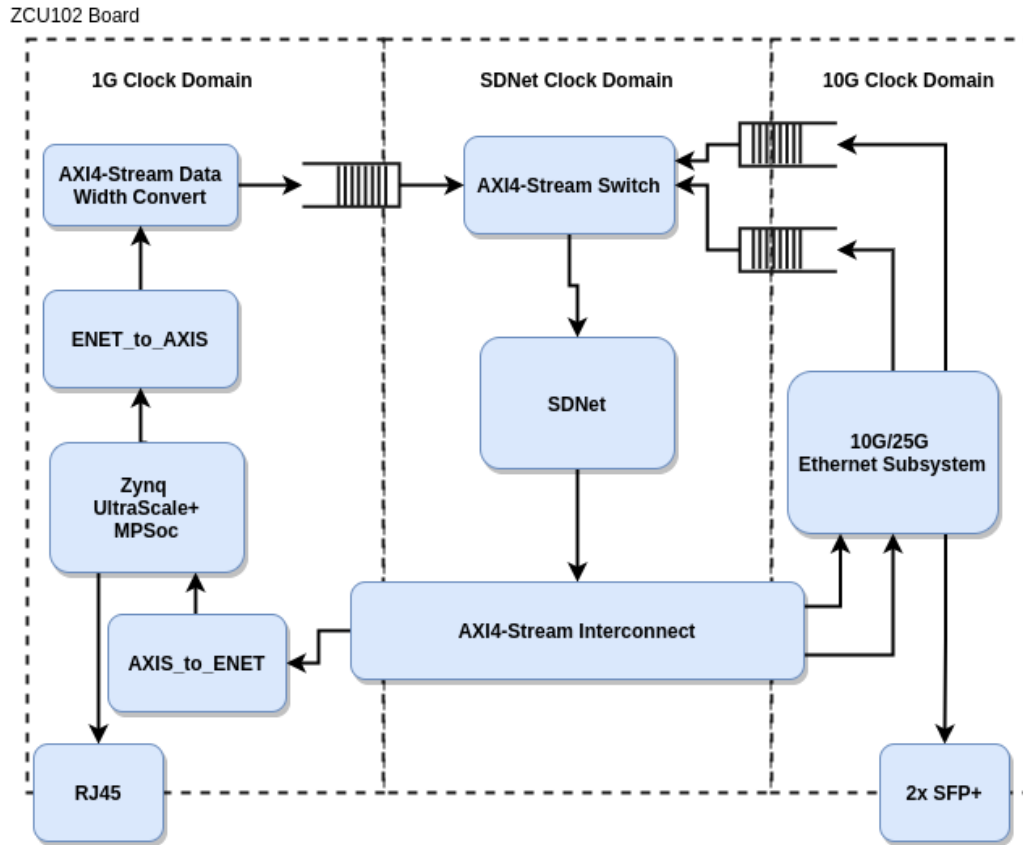 ZCU102 Board
1G Clock Domain
SDNet Clock Domain
10G Clock Domain
AXI4-Stream Data
Width Convert
AXI4-Stream Switch
ENET_to_AXIS
SDNet
10G/25G
Ethernet Subsystem
Zynq
UltraScale+
MPSoc
AXI4-Stream Interconnect
AXIS_to_ENET
RJ45
2x SFP+